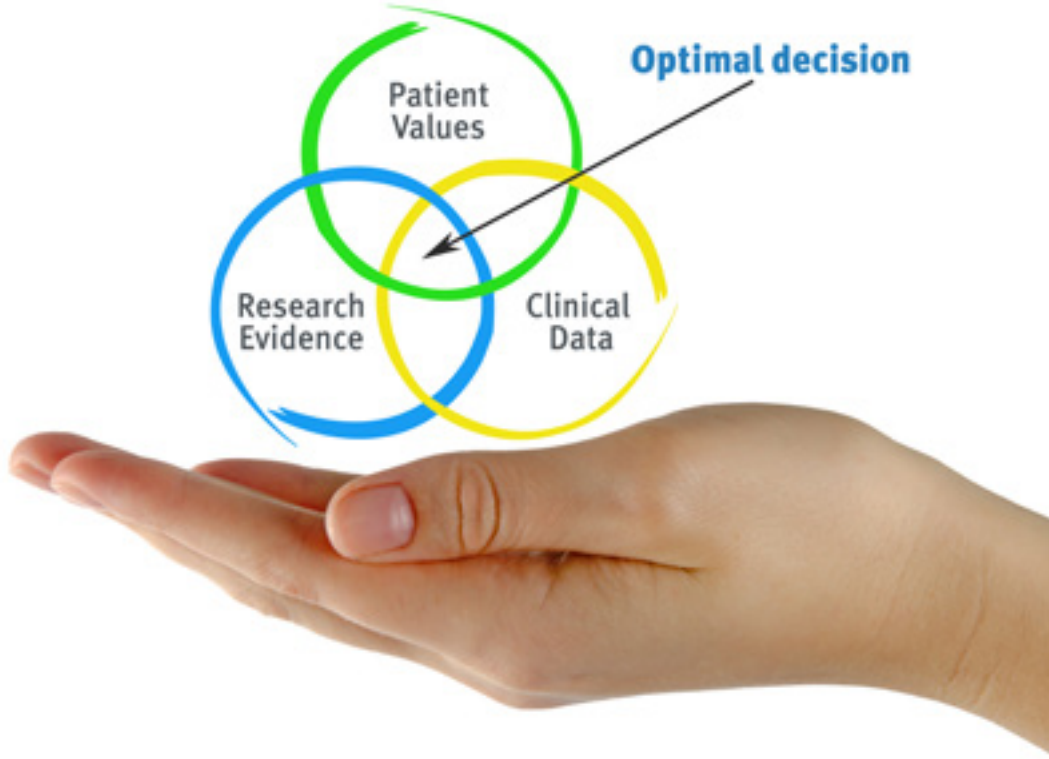 Optimal decision
Patient
Values
Research
Evidence
Clinical
Data